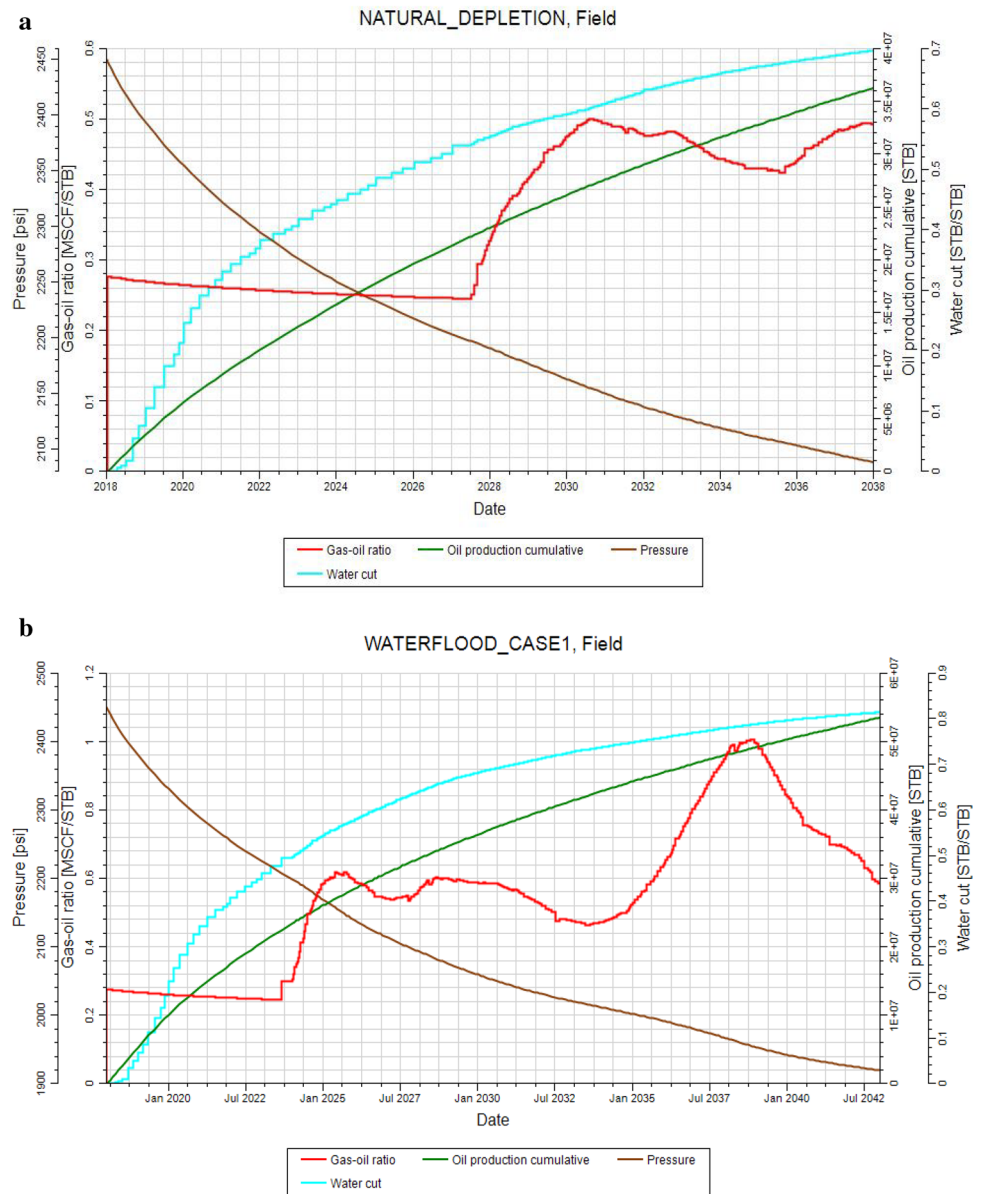 a
NATURAL_DEPLETION, Field
Pressure [psi]
2100 2150 2200 2250 2300 2350 2400 2450
Gas-oil ratio [MSCF/STB]
0 0.1 0.2 0.3 0.4 0.5 0.6
Oil production cumulative [STB]
0 5E+06 1E+07 1.5E+07 2E+07 2.5E+07 3E+07 3.5E+07 4E+07
Water cut [STB/STB]
0 0.1 0.2 0.3 0.4 0.5 0.6 0.7
2018 2020 2022 2024 2026 2028 2030 2032 2034 2036 2038
Date
Gas-oil ratio Oil production cumulative Pressure
Water cut
b
WATERFLOOD_CASE1, Field
Pressure [psi]
1900 2000 2100 2200 2300 2400 2500
Gas-oil ratio [MSCF/STB]
0 0.2 0.4 0.6 0.8 1 1.2
Oil production cumulative [STB]
0 1E+07 2E+07 3E+07 4E+07 5E+07 6E+07
Water cut [STB/STB]
0 0.1 0.2 0.3 0.4 0.5 0.6 0.7 0.8 0.9
Jan 2020 Jul 2022 Jan 2025 Jul 2027 Jan 2030 Jul 2032 Jan 2035 Jul 2037 Jan 2040 Jul 2042
Date
Gas-oil ratio Oil production cumulative Pressure
Water cut